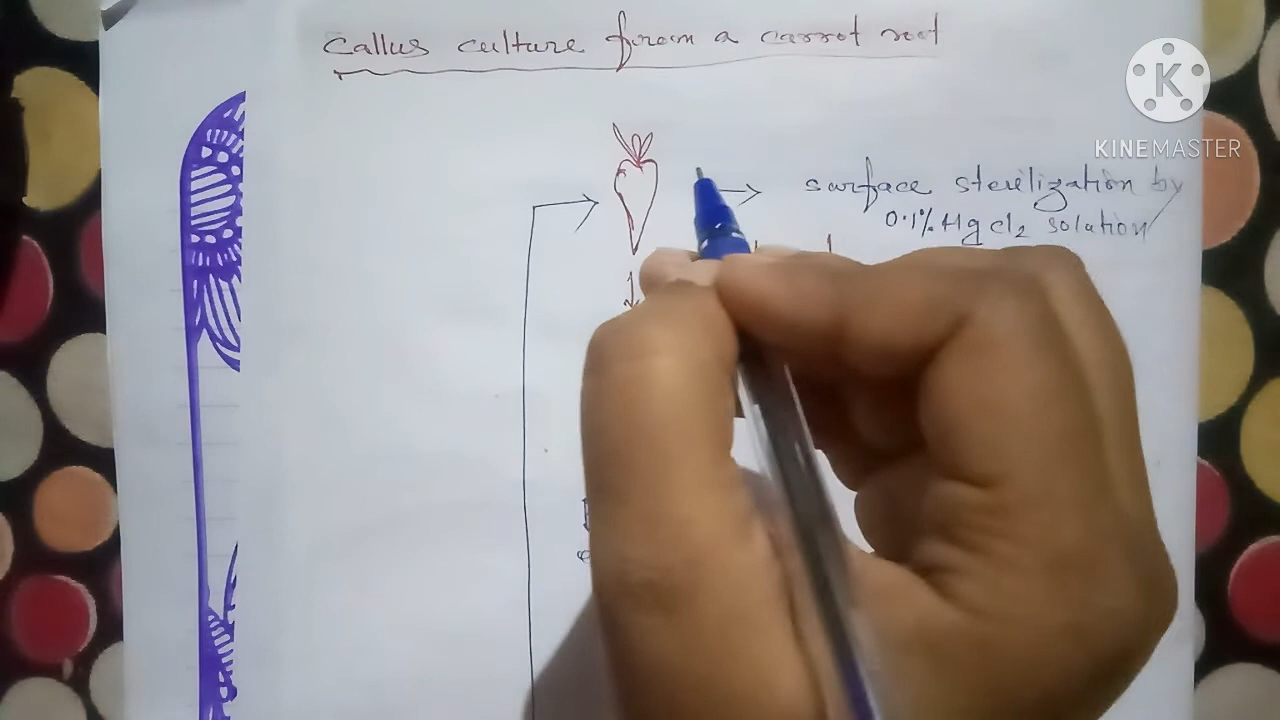 Callus culture from a carrot root
K
KINEMASTER
surface sterilization by
0.1% HgCl2 solution